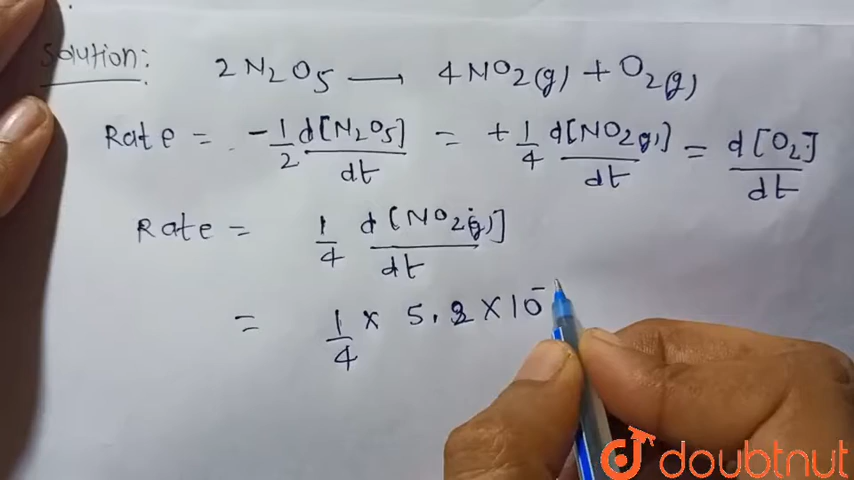 Solution:
2N2O5 → 4NO2(g) + O2(g)
Rate = -1/2 d[N2O5]/dt = +1/4 d[NO2(g)]/dt = d[O2]/dt
Rate = 1/4 d[NO2(g)]/dt
= 1/4 × 5.2 × 10⁻
doubtnut